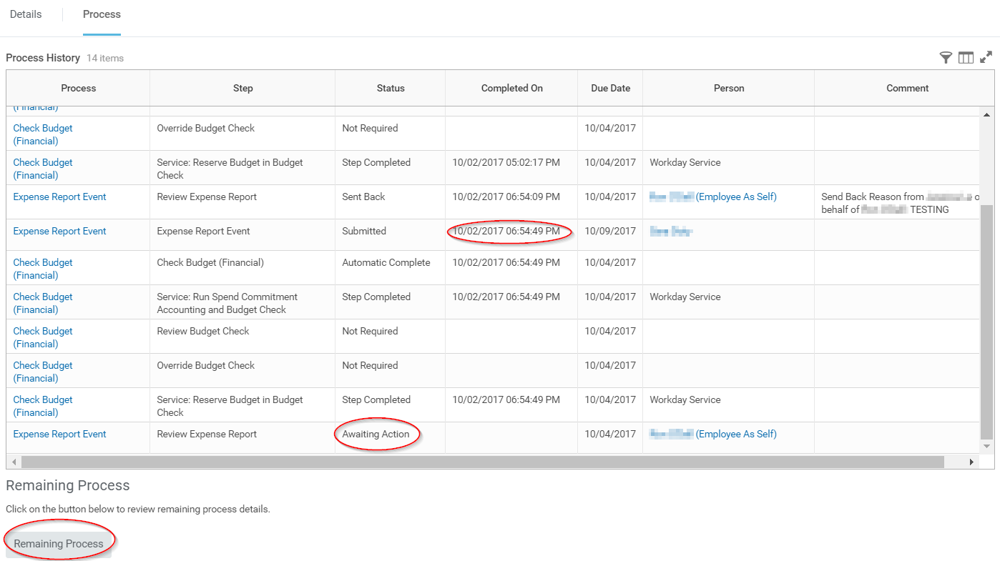 Details Process
Process History 14 items
Process Step Status Completed On Due Date Person Comment
(Financial)
Check Budget Override Budget Check Not Required 10/04/2017
(Financial)
Check Budget Service: Reserve Budget in Budget Step Completed 10/02/2017 05:02:17 PM 10/04/2017 Workday Service
(Financial) Check
Expense Report Event Review Expense Report Sent Back 10/02/2017 06:54:09 PM 10/04/2017 (Employee As Self) Send Back Reason from o
behalf of TESTING
Expense Report Event Expense Report Event Submitted 10/02/2017 06:54:49 PM 10/09/2017
Check Budget Check Budget (Financial) Automatic Complete 10/02/2017 06:54:49 PM 10/04/2017
(Financial)
Check Budget Service: Run Spend Commitment Step Completed 10/02/2017 06:54:49 PM 10/04/2017 Workday Service
(Financial) Accounting and Budget Check
Check Budget Review Budget Check Not Required 10/04/2017
(Financial)
Check Budget Override Budget Check Not Required 10/04/2017
(Financial)
Check Budget Service: Reserve Budget in Budget Step Completed 10/02/2017 06:54:49 PM 10/04/2017 Workday Service
(Financial) Check
Expense Report Event Review Expense Report Awaiting Action 10/04/2017 (Employee As Self)
Remaining Process
Click on the button below to review remaining process details.
Remaining Process